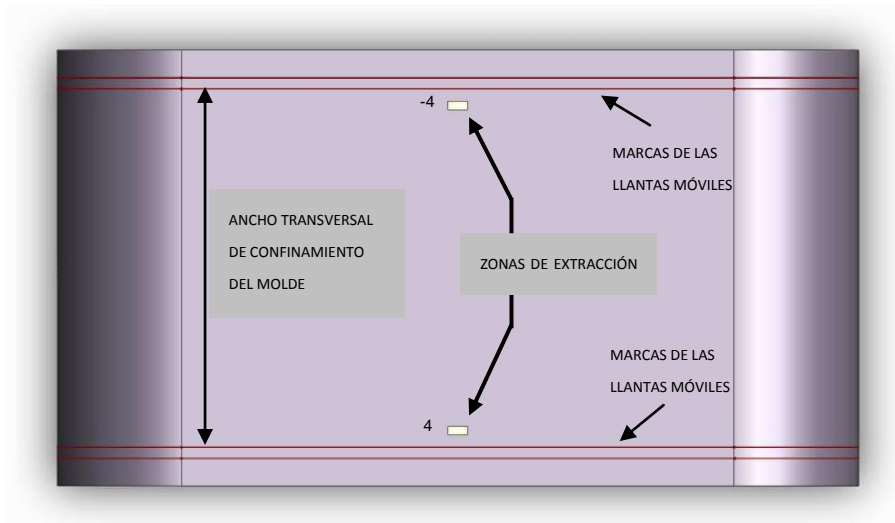 -4
MARCAS DE LAS
LLANTAS MÓVILES
ANCHO TRANSVERSAL
DE CONFINAMIENTO
DEL MOLDE
ZONAS DE EXTRACCIÓN
MARCAS DE LAS
LLANTAS MÓVILES
4